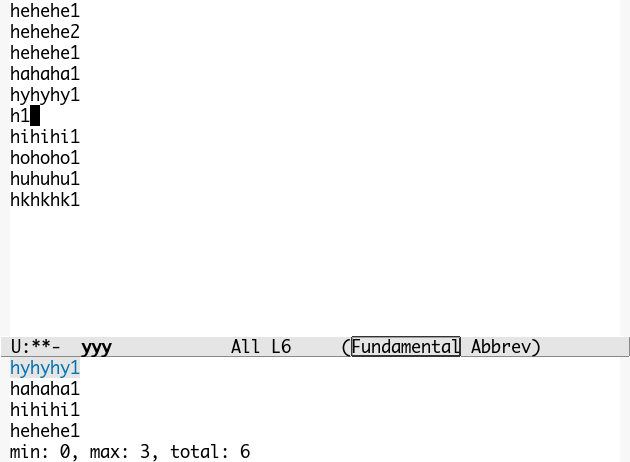 hehehe1
hehehe2
hehehe1
hahaha1
hyhyhy1
h1
hihihi1
hohoho1
huhuhu1
hkhkhk1
U:**-  yyy            All L6     (Fundamental Abbrev)
hyhyhy1
hahaha1
hihihi1
hehehe1
min: 0, max: 3, total: 6